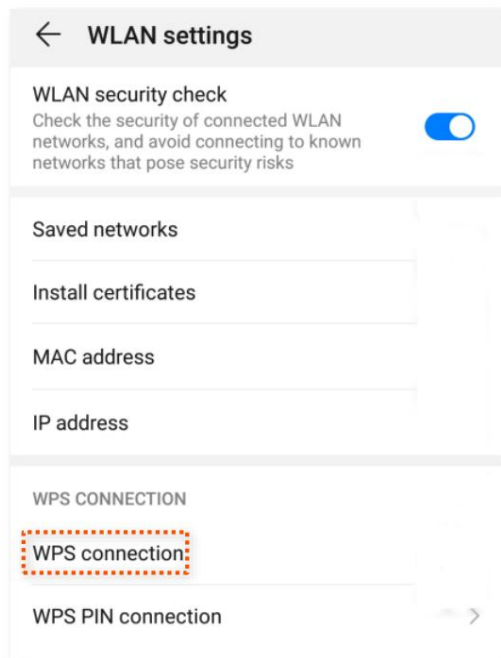 WLAN settings
WLAN security check
Check the security of connected WLAN
networks, and avoid connecting to known
networks that pose security risks
Saved networks
Install certificates
MAC address
IP address
WPS CONNECTION
WPS connection
WPS PIN connection